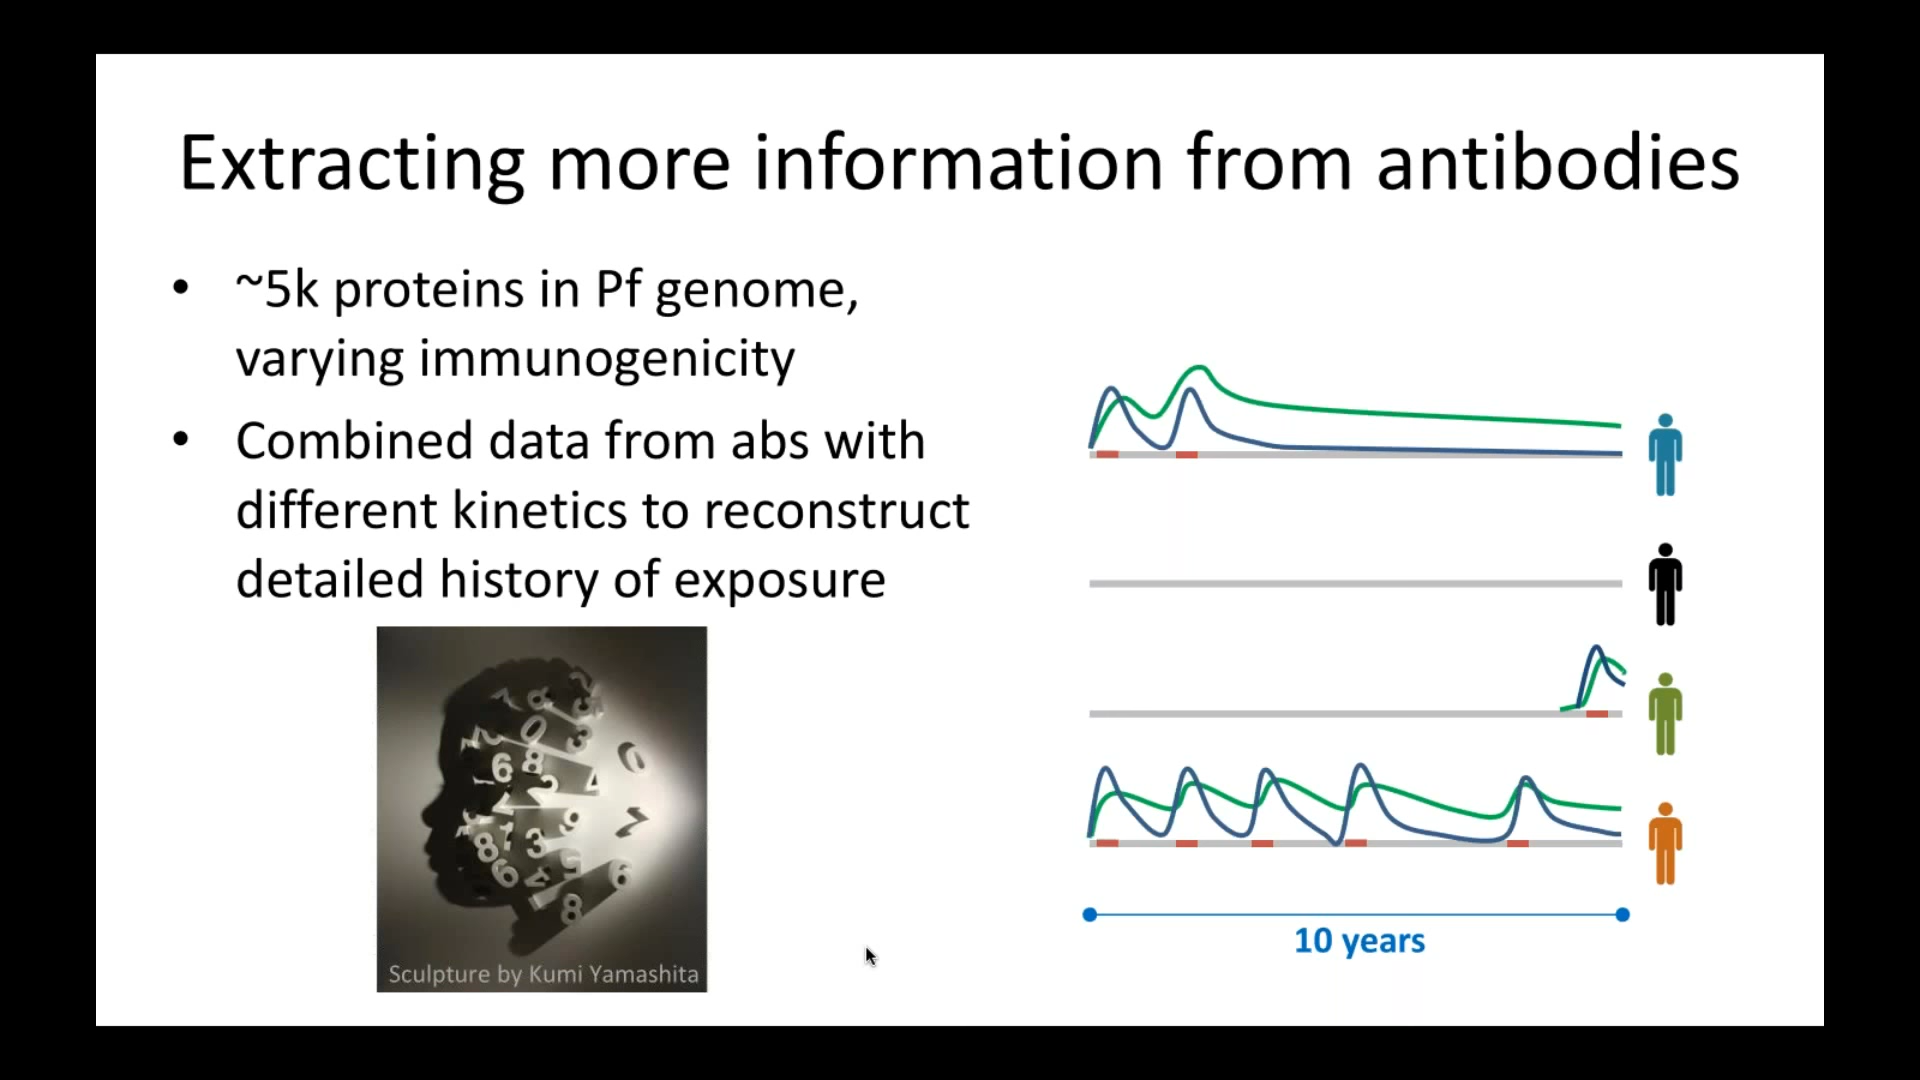 Extracting more information from antibodies
• ~5k proteins in Pf genome,
varying immunogenicity
• Combined data from abs with
different kinetics to reconstruct
detailed history of exposure
Sculpture by Kumi Yamashita
10 years